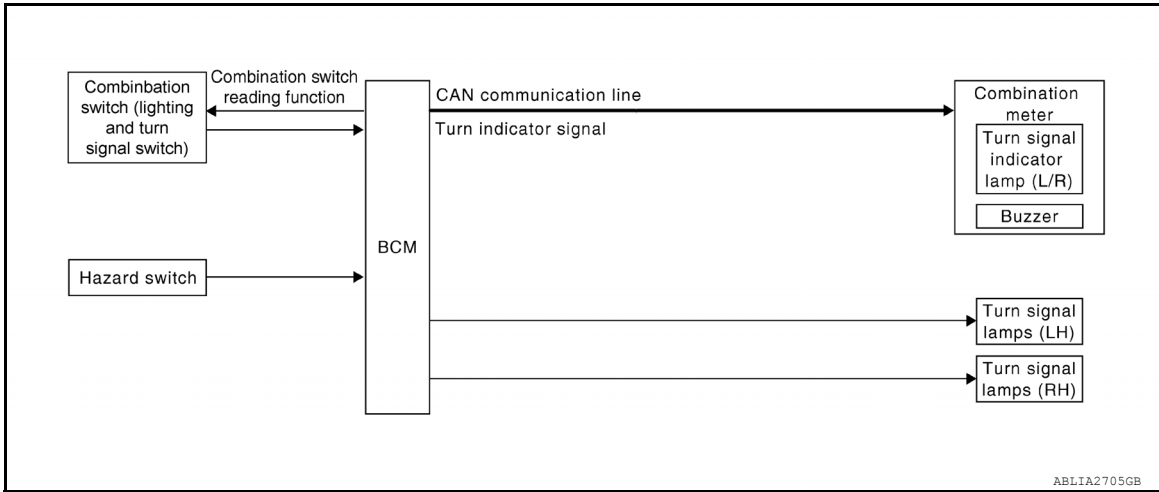 Combinbation
switch (lighting
and turn
signal switch)
Combination switch
reading function
CAN communication line
Turn indicator signal
Combination
meter
Turn signal
indicator
lamp (L/R)
Buzzer
BCM
Hazard switch
Turn signal
lamps (LH)
Turn signal
lamps (RH)
ABLIA2705GB